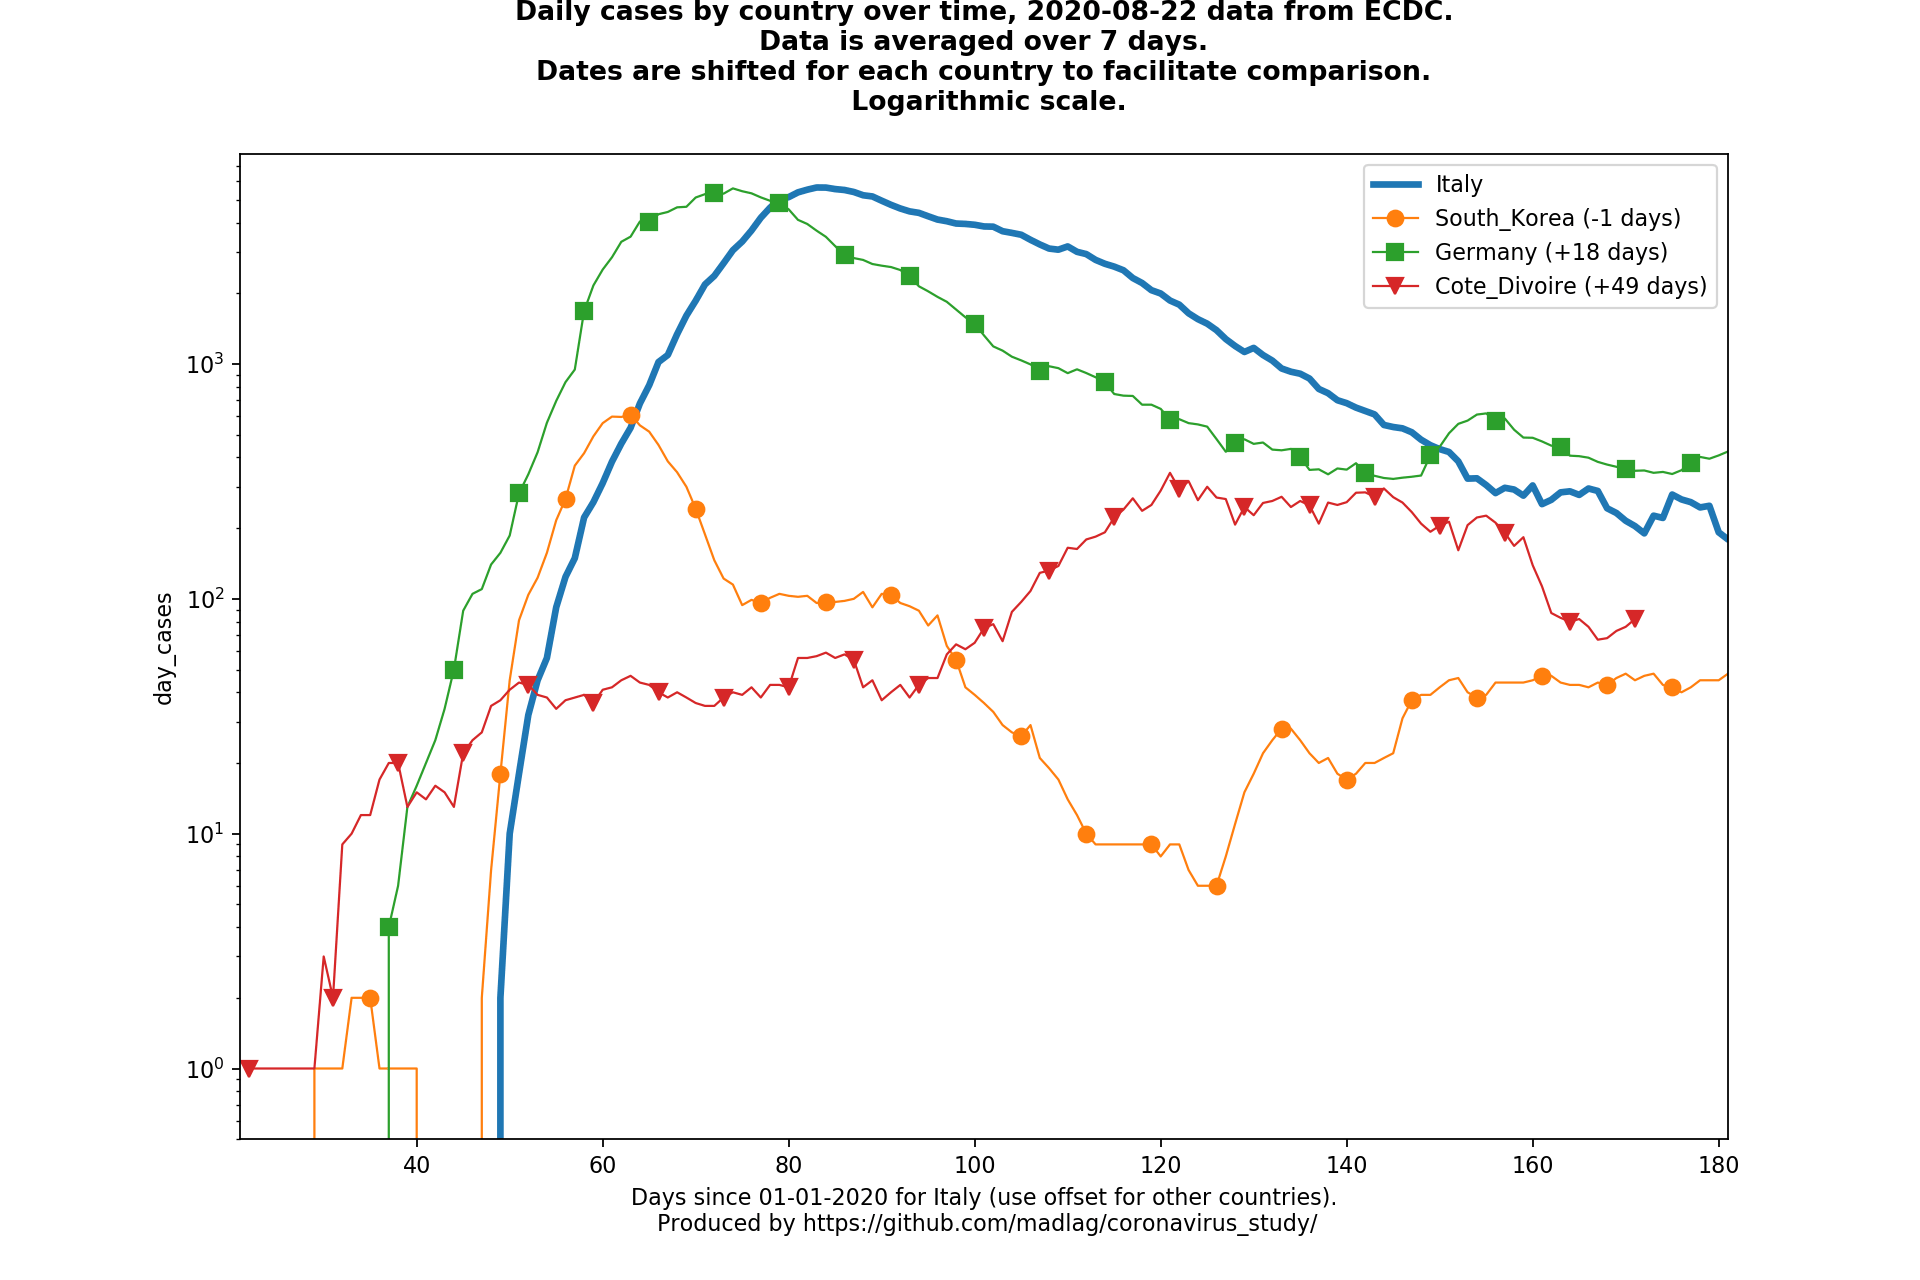 Daily cases by country over time, 2020-08-22 data from ECDC.
Data is averaged over 7 days.
Dates are shifted for each country to facilitate comparison.
Logarithmic scale.
Italy
South_Korea (-1 days)
Germany (+18 days)
Cote_Divoire (+49 days)
day_cases
10³
10²
10¹
10⁰
40 60 80 100 120 140 160 180
Days since 01-01-2020 for Italy (use offset for other countries).
Produced by https://github.com/madlag/coronavirus_study/